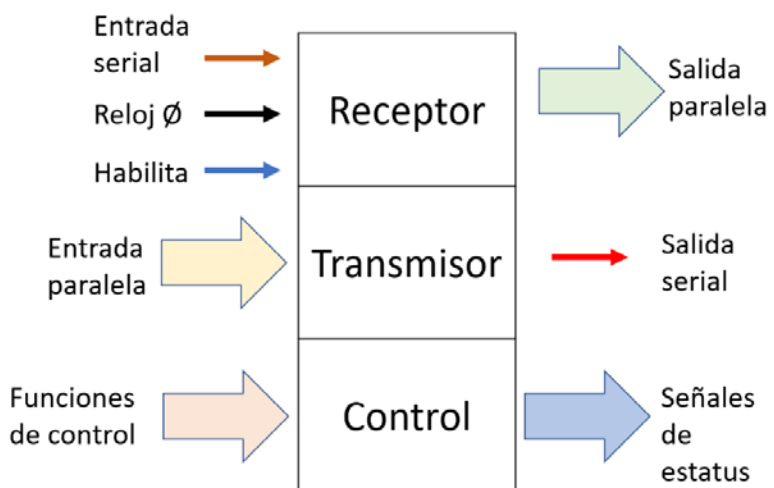 Entrada
serial
Reloj Ø
Habilita
Receptor
Salida
paralela
Entrada
paralela
Transmisor
Salida
serial
Funciones
de control
Control
Señales
de
estatus